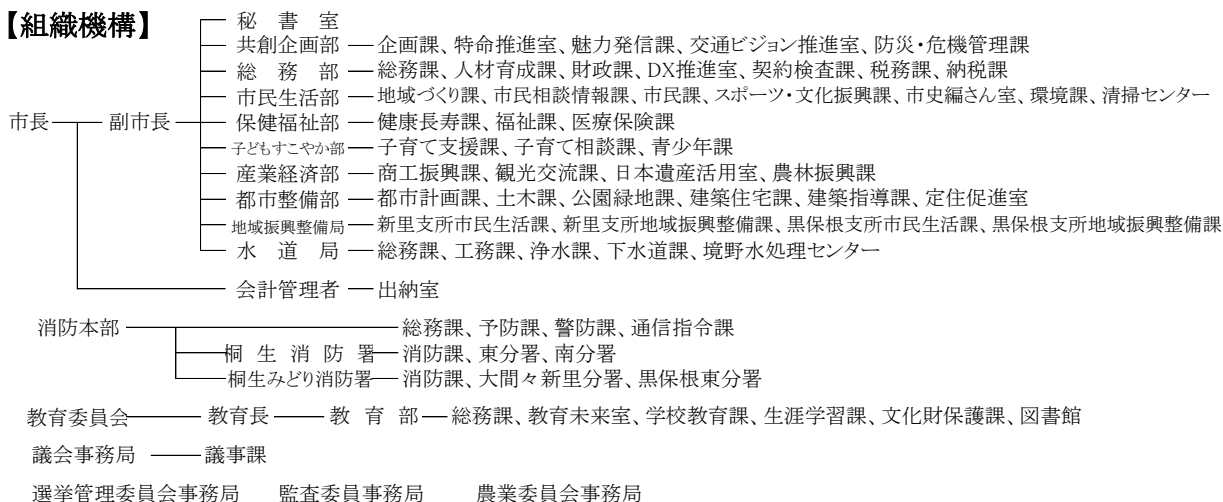 【組織機構】
秘書室
共創企画部 企画課、特命推進室、魅力発信課、交通ビジョン推進室、防災・危機管理課
総務部 総務課、人材育成課、財政課、DX推進室、契約検査課、税務課、納税課
市民生活部 地域づくり課、市民相談情報課、市民課、スポーツ・文化振興課、市史編さん室、環境課、清掃センター
市長 副市長 保健福祉部 健康長寿課、福祉課、医療保険課
子どもすこやか部 子育て支援課、子育て相談課、青少年課
産業経済部 商工振興課、観光交流課、日本遺産活用室、農林振興課
都市整備部 都市計画課、土木課、公園緑地課、建築住宅課、建築指導課、定住促進室
地域振興整備局 新里支所市民生活課、新里支所地域振興整備課、黒保根支所市民生活課、黒保根支所地域振興整備課
水道局 総務課、工務課、浄水課、下水道課、境野水処理センター
会計管理者 出納室
消防本部 総務課、予防課、警防課、通信指令課
桐生消防署 消防課、東分署、南分署
桐生みどり消防署 消防課、大間々新里分署、黒保根東分署
教育委員会 教育長 教育部 総務課、教育未来室、学校教育課、生涯学習課、文化財保護課、図書館
議会事務局 議事課
選挙管理委員会事務局 監査委員事務局 農業委員会事務局